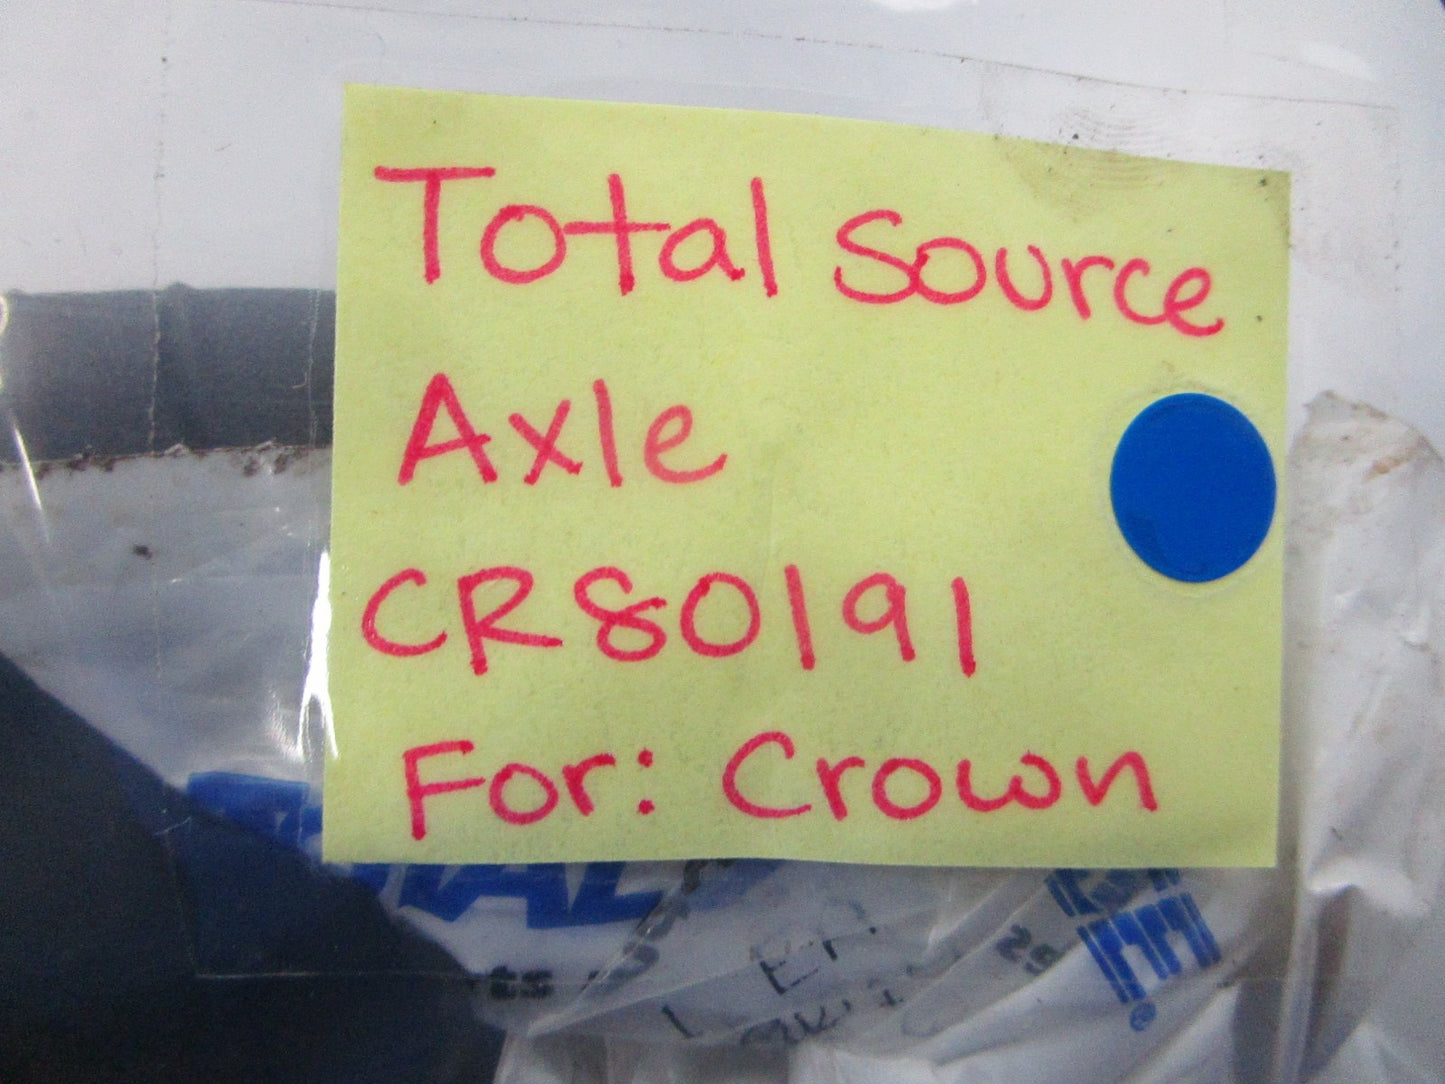 Total Source
Axle
CR80191
For: Crown